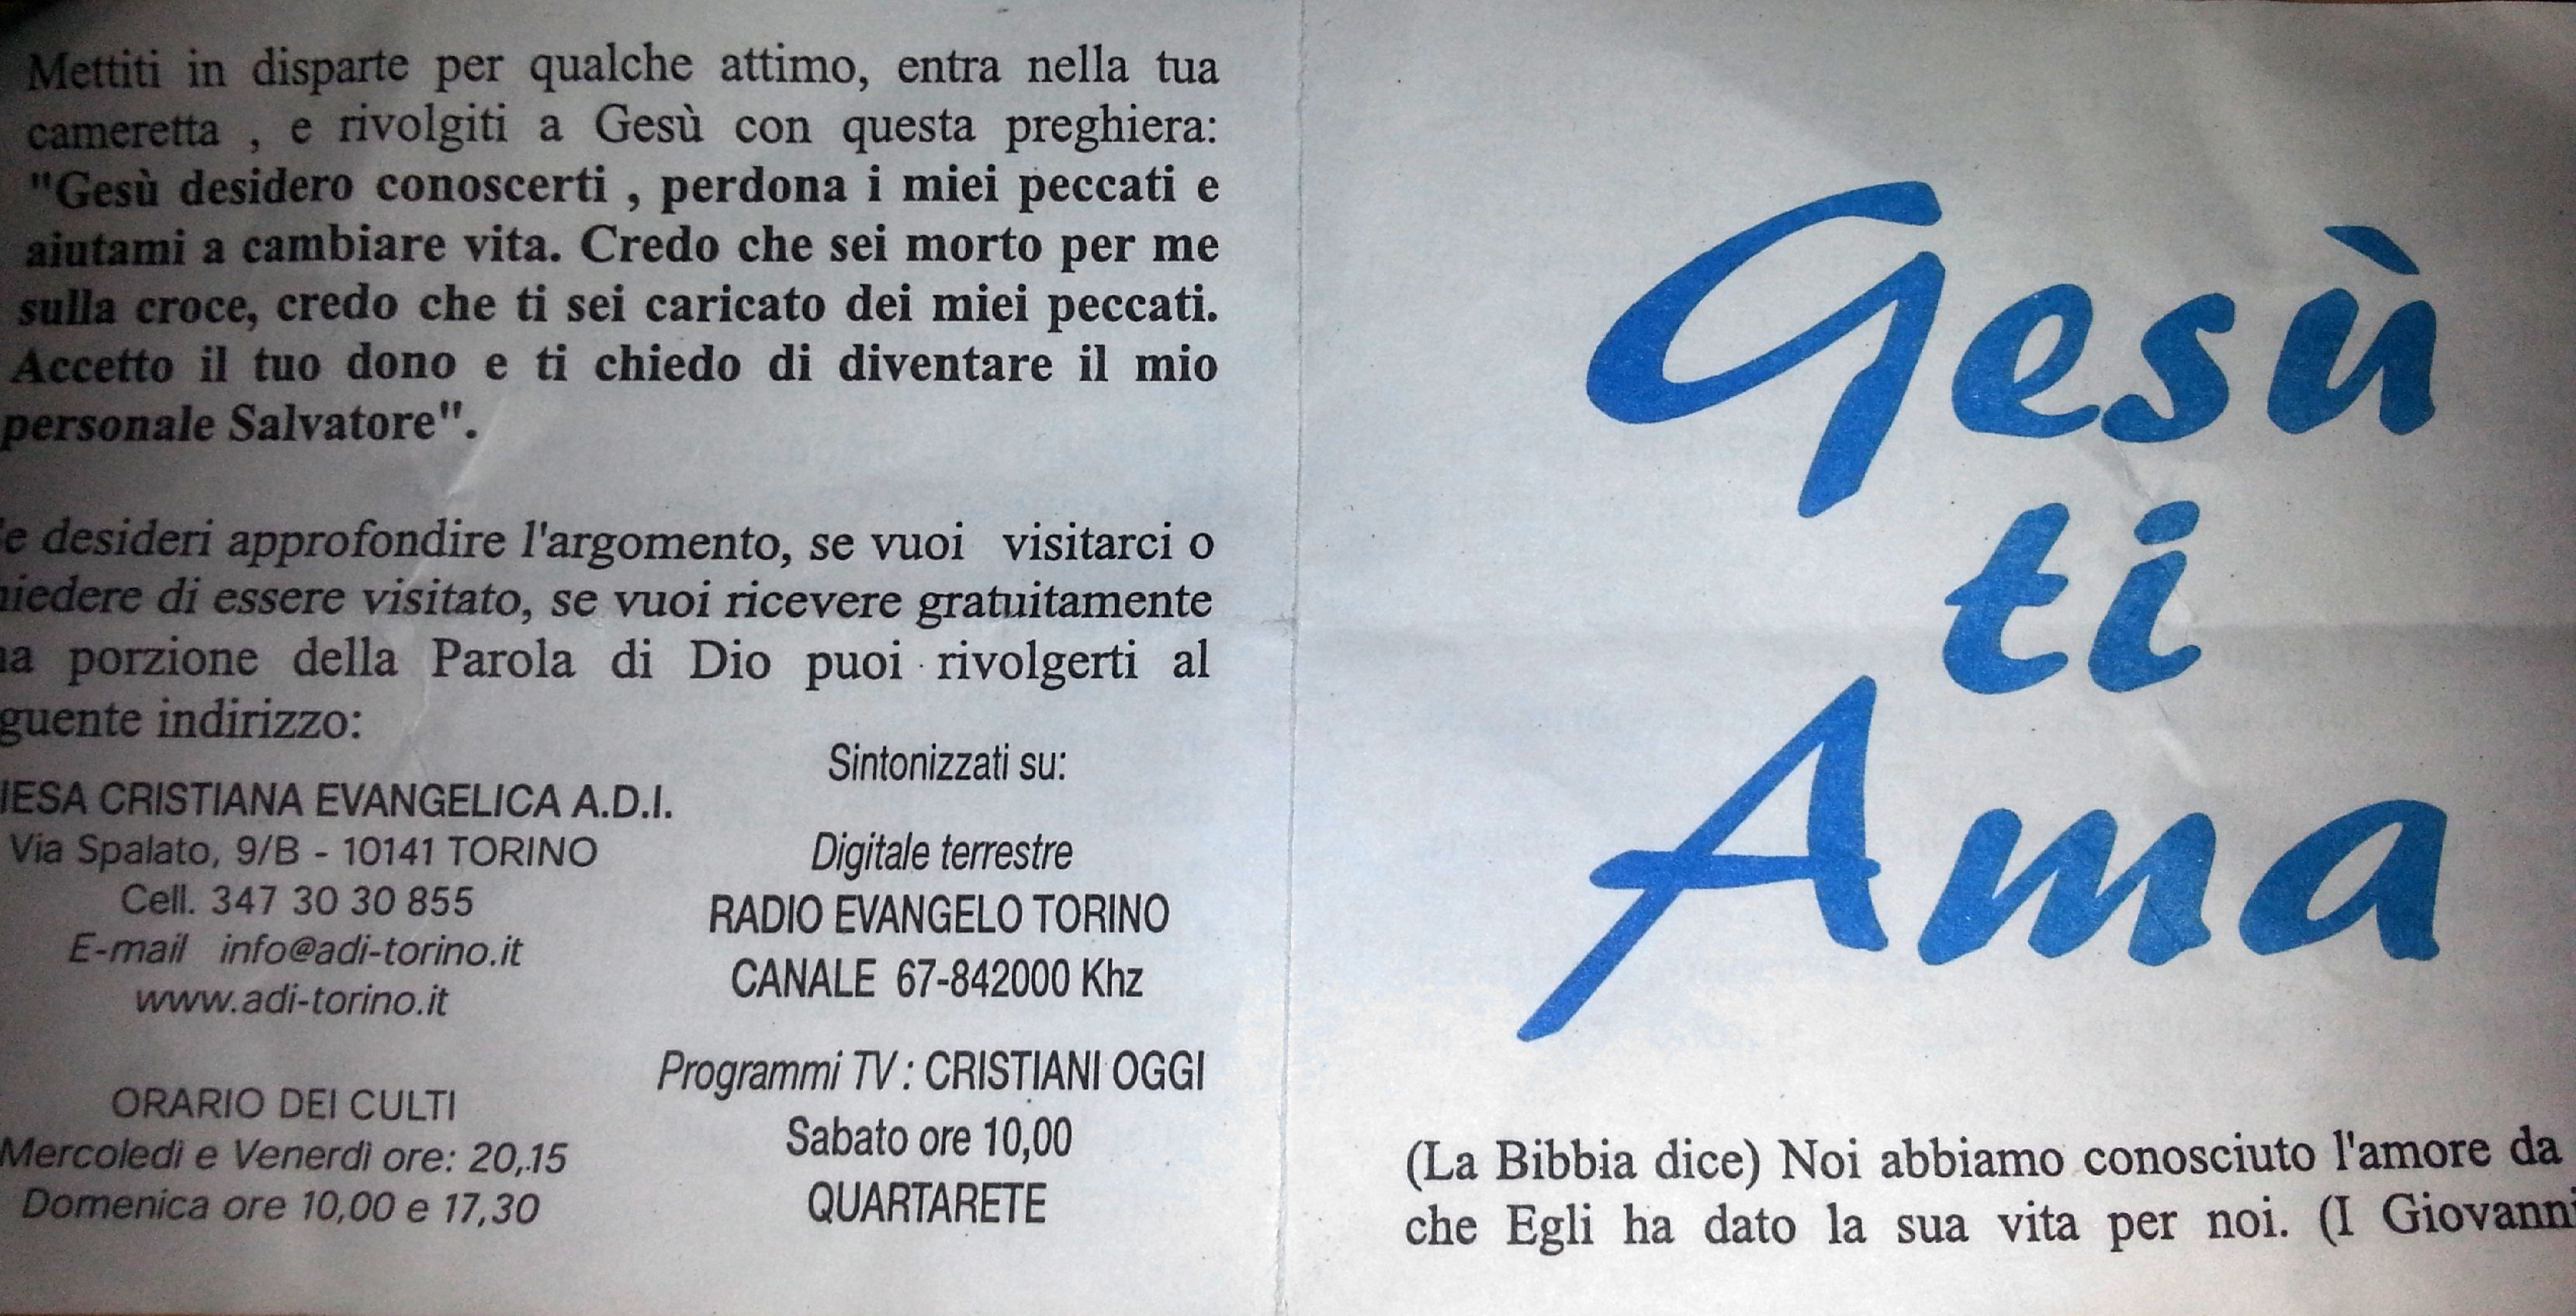 Mettiti in disparte per qualche attimo, entra nella tua
cameretta , e rivolgiti a Gesù con questa preghiera:
"Gesù desidero conoscerti , perdona i miei peccati e
aiutami a cambiare vita. Credo che sei morto per me
sulla croce, credo che ti sei caricato dei miei peccati.
Accetto il tuo dono e ti chiedo di diventare il mio
personale Salvatore".
e desideri approfondire l'argomento, se vuoi visitarci o
iedere di essere visitato, se vuoi ricevere gratuitamente
a porzione della Parola di Dio puoi rivolgerti al
guente indirizzo:
IESA CRISTIANA EVANGELICA A.D.I.
Via Spalato, 9/B - 10141 TORINO
Cell. 347 30 30 855
E-mail info@adi-torino.it
www.adi-torino.it
ORARIO DEI CULTI
Mercoledì e Venerdì ore: 20,15
Domenica ore 10,00 e 17,30
Sintonizzati su:
Digitale terrestre
RADIO EVANGELO TORINO
CANALE 67-842000 Khz
Programmi TV : CRISTIANI OGGI
Sabato ore 10,00
QUARTARETE
Gesù
ti
Ama
(La Bibbia dice) Noi abbiamo conosciuto l'amore da
che Egli ha dato la sua vita per noi. (I Giovanni